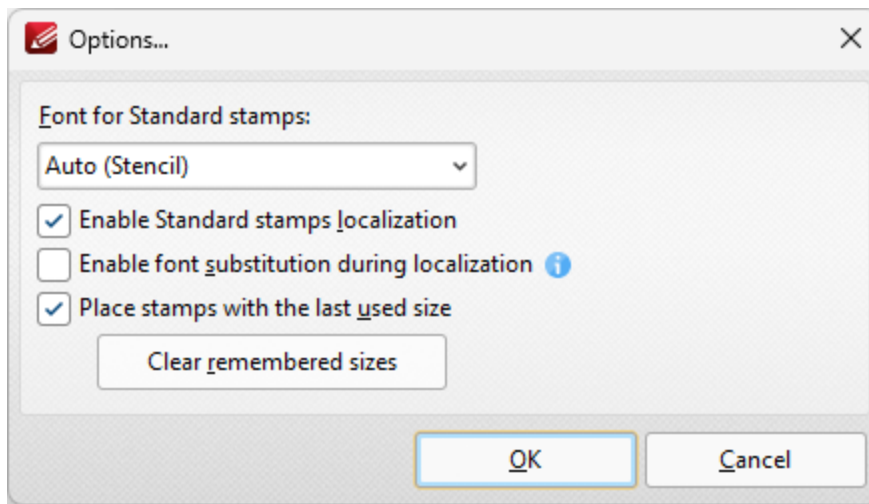 Options...
Font for Standard stamps:
Auto (Stencil)
Enable Standard stamps localization
Enable font substitution during localization
Place stamps with the last used size
Clear remembered sizes
OK Cancel